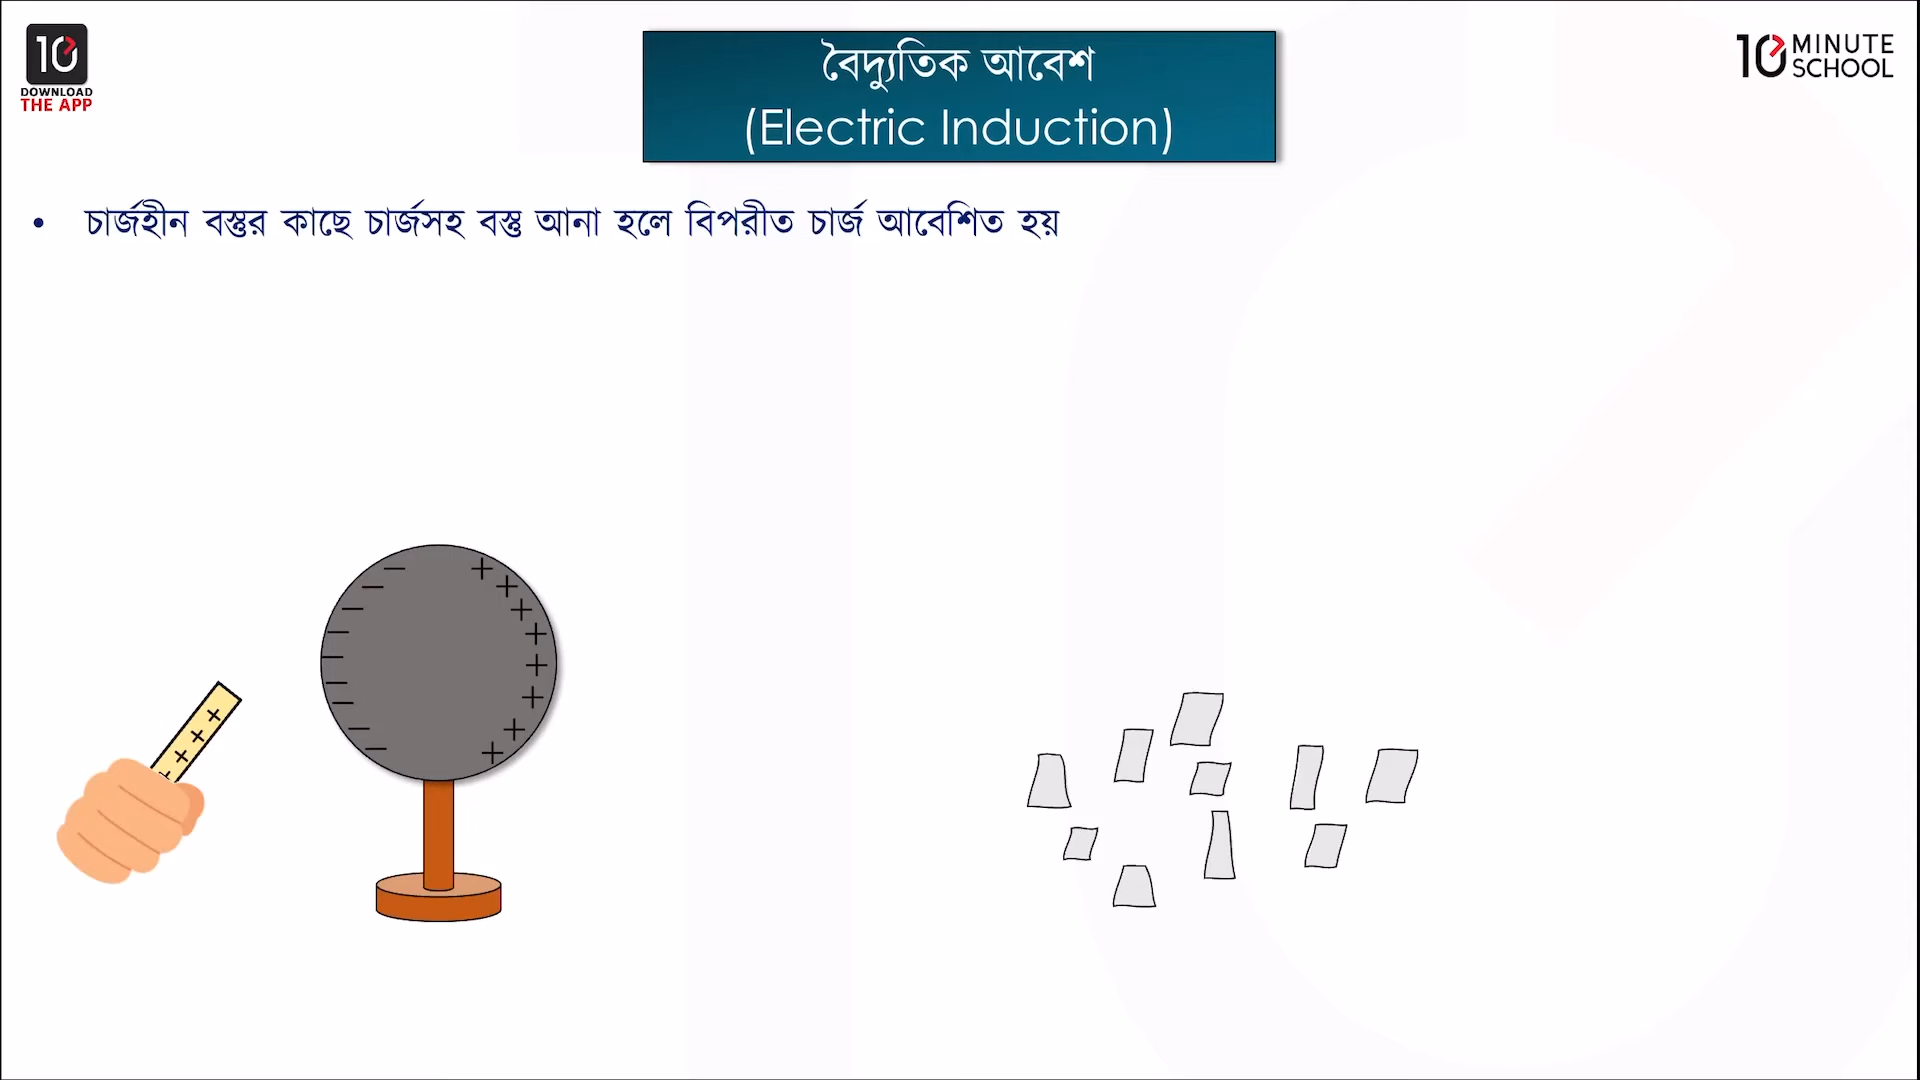 10
DOWNLOAD
THE APP
বৈদ্যুতিক আবেশ
(Electric Induction)
10 MINUTE
SCHOOL
• চার্জহীন বস্তুর কাছে চার্জসহ বস্তু আনা হলে বিপরীত চার্জ আবেশিত হয়